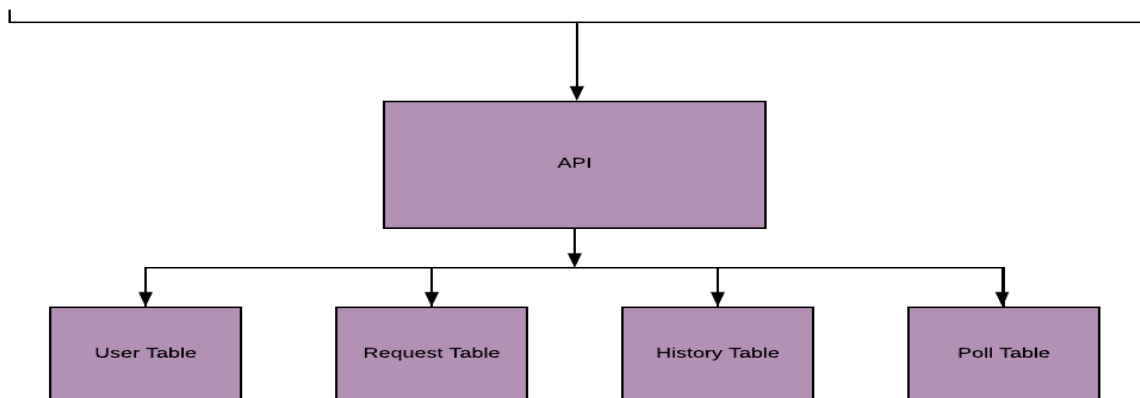 API
User Table
Request Table
History Table
Poll Table